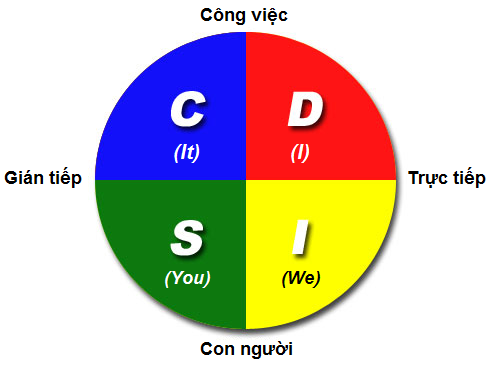 Công việc
C
D
(It)
(I)
Gián tiếp
Trực tiếp
S
I
(You)
(We)
Con người